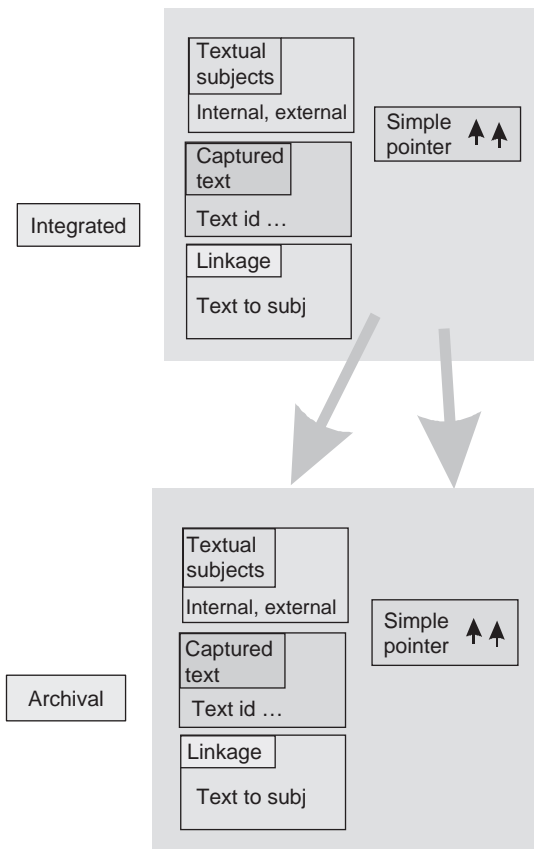 Textual
subjects
Internal, external
Simple
pointer
Captured
text
Text id …
Integrated
Linkage
Text to subj
Textual
subjects
Internal, external
Simple
pointer
Captured
text
Text id …
Archival
Linkage
Text to subj